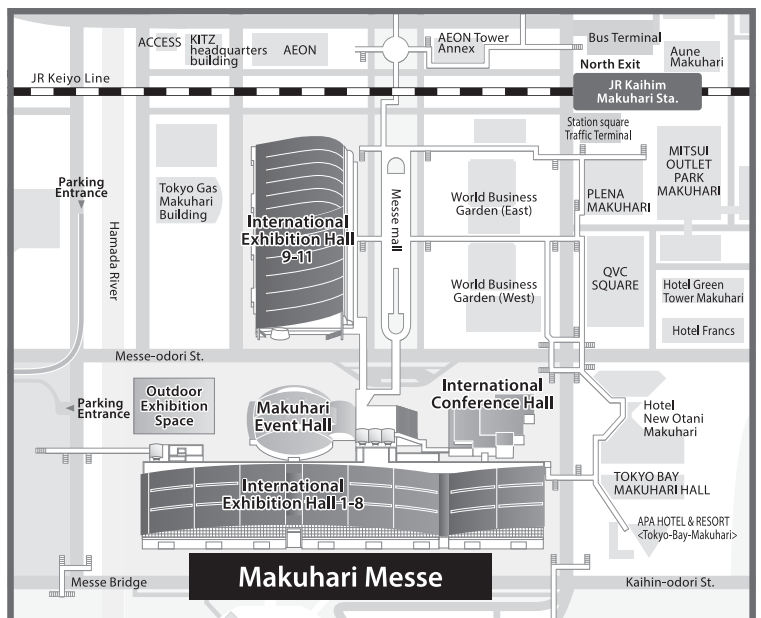 ACCESS
KITZ
headquarters
building
AEON
AEON Tower
Annex
Bus Terminal
Aune
Makuhari
North Exit
JR Keiyo Line
JR Kaihim
Makuhari Sta.
Station square
Traffic Terminal
MITSUI
OUTLET
PARK
MAKUHARI
Parking
Entrance
Tokyo Gas
Makuhari
Building
International
Exhibition Hall
9-11
Messe mall
World Business
Garden (East)
PLENA
MAKUHARI
Hamada River
World Business
Garden (West)
QVC
SQUARE
Hotel Green
Tower Makuhari
Hotel Francs
Messe-odori St.
Parking
Entrance
Outdoor
Exhibition
Space
Makuhari
Event Hall
International
Conference Hall
Hotel
New Otani
Makuhari
International
Exhibition Hall 1-8
TOKYO BAY
MAKUHARI HALL
APA HOTEL & RESORT
<Tokyo-Bay-Makuhari>
Messe Bridge
Makuhari Messe
Kaihin-odori St.